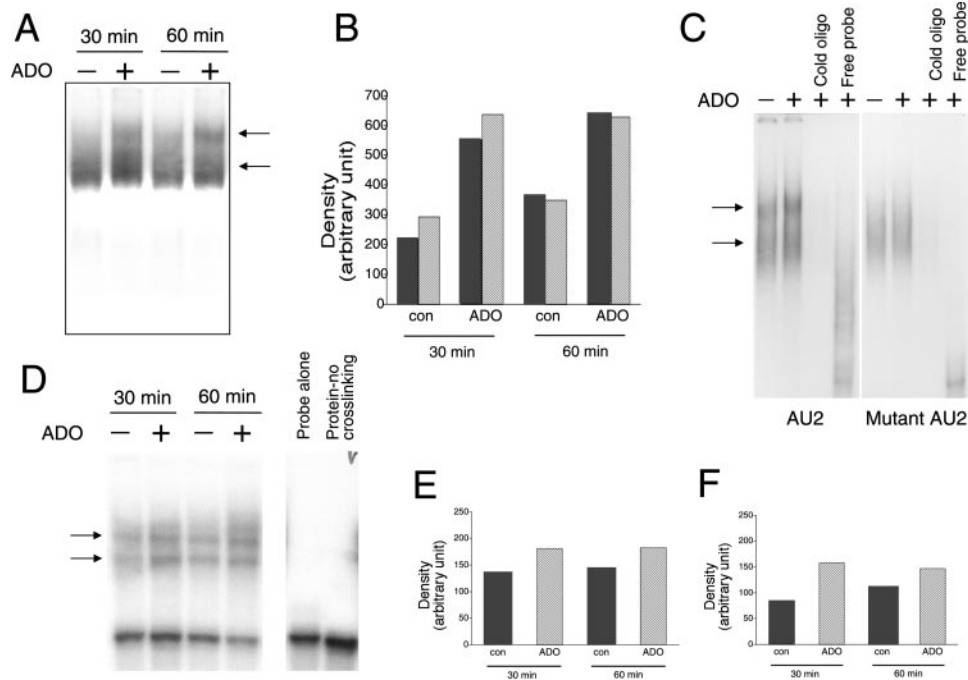 A
30 min 60 min
ADO — + — +
B
Density
(arbitrary unit)
700
600
500
400
300
200
100
0
con ADO con ADO
30 min 60 min
C
Cold oligo Free probe Cold oligo Free probe
ADO — + + + — + + +
AU2 Mutant AU2
D
30 min 60 min
ADO — + — +
Probe alone
Protein-no
crosslinking
E
Density
(arbitrary unit)
250
200
150
100
50
0
con ADO con ADO
30 min 60 min
F
Density
(arbitrary unit)
250
200
150
100
50
0
con ADO con ADO
30 min 60 min